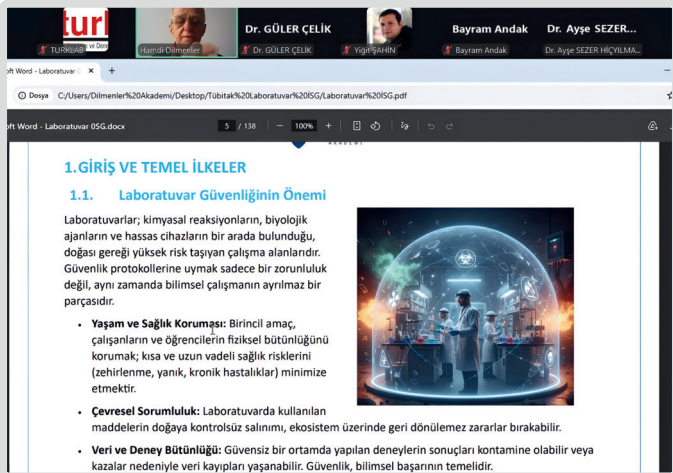 turl
ve Dene
TURKLAB
Hamdi Dilmenler
Dr. GÜLER ÇELİK
Dr. GÜLER ÇELİK
Yiğit ŞAHİN
Bayram Andak
Bayram Andak
Dr. Ayşe SEZER...
Dr. Ayşe SEZER HİÇYILMA..
oft Word - Laboratuvar
Dosya C:/Users/Dilmenler%20Akademi/Desktop/Tübitak%20Laboratuvar%20İSG/Laboratuvar%20İSG.pdf
oft Word - Laboratuvar 0SG.docx
5 / 138
100%
AKADEMİ
1.GİRİŞ VE TEMEL İLKELER
1.1. Laboratuvar Güvenliğinin Önemi
Laboratuvarlar; kimyasal reaksiyonların, biyolojik
ajanların ve hassas cihazların bir arada bulunduğu,
doğası gereği yüksek risk taşıyan çalışma alanlarıdır.
Güvenlik protokollerine uymak sadece bir zorunluluk
değil, aynı zamanda bilimsel çalışmanın ayrılmaz bir
parçasıdır.
• Yaşam ve Sağlık Koruması: Birincil amaç,
çalışanların ve öğrencilerin fiziksel bütünlüğünü
korumak; kısa ve uzun vadeli sağlık risklerini
(zehirlenme, yanık, kronik hastalıklar) minimize
etmektir.
• Çevresel Sorumluluk: Laboratuvarda kullanılan
maddelerin doğaya kontrolsüz salınımı, ekosistem üzerinde geri dönülemez zararlar bırakabilir.
• Veri ve Deney Bütünlüğü: Güvensiz bir ortamda yapılan deneylerin sonuçları kontamine olabilir veya
kazalar nedeniyle veri kayıpları yaşanabilir. Güvenlik, bilimsel başarının temelidir.